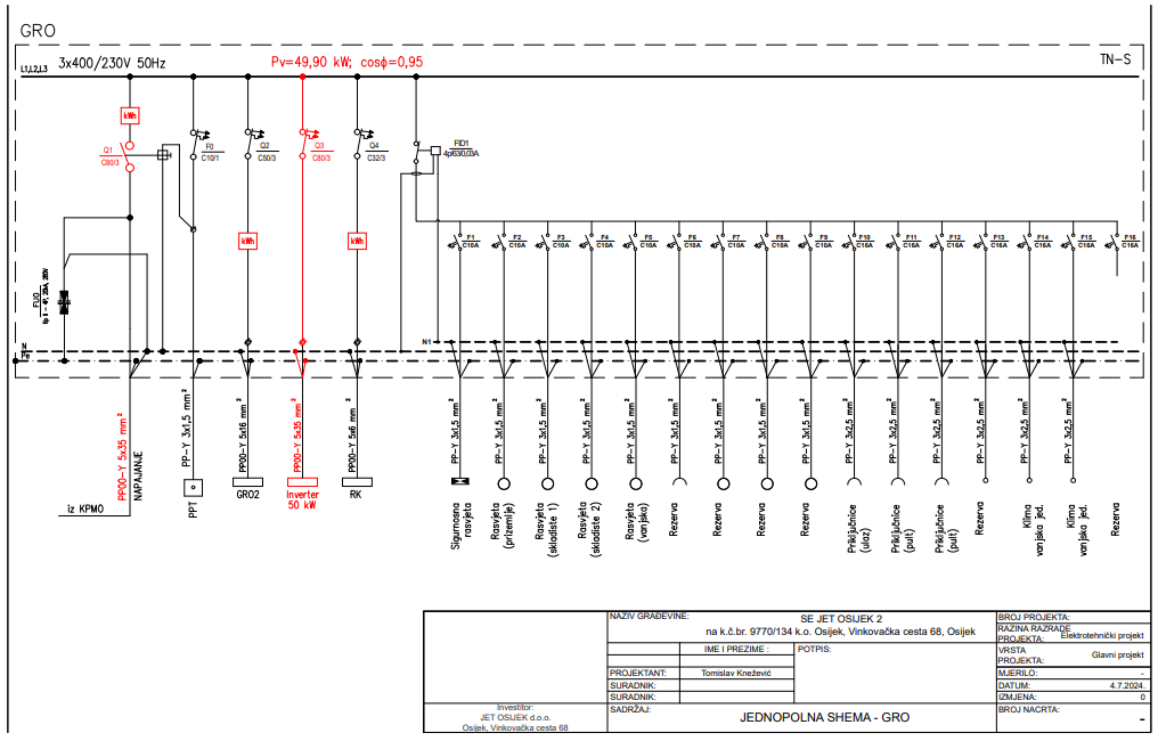 GRO
L1,L2,L3 3x400/230V 50Hz
Pv=49,90 kW; cosϕ=0,95
TN-S
kWh
Q1
C80/3
F0
C10/1
Q2
C50/3
Q3
C80/3
Q4
C32/3
FID1
4p63/0,03A
kWh
kWh
F1
C10A
F2
C10A
F3
C10A
F4
C10A
F5
C10A
F6
C10A
F7
C10A
F8
C10A
F9
C10A
F10
C16A
F11
C16A
F12
C16A
F13
C16A
F14
C16A
F15
C16A
F16
C16A
FU0
N
Pe
N1
PP00-Y 5x35 mm²
NAPAJANJE
iz KPMO
PP-Y 3x1,5 mm²
PPT
PP00-Y 5x16 mm²
GRO2
PP00-Y 5x35 mm²
Inverter
50 kW
PP00-Y 5x6 mm²
RK
PP-Y 3x1,5 mm²
Sigurnosna
rasvjeta
PP-Y 3x1,5 mm²
Rasvjeta
(prizemlje)
PP-Y 3x1,5 mm²
Rasvjeta
(skladiste 1)
PP-Y 3x1,5 mm²
Rasvjeta
(skladiste 2)
PP-Y 3x1,5 mm²
Rasvjeta
(vanjska)
PP-Y 3x1,5 mm²
Rezerva
PP-Y 3x1,5 mm²
Rezerva
PP-Y 3x1,5 mm²
Rezerva
PP-Y 3x1,5 mm²
Rezerva
PP-Y 3x2,5 mm²
Priključnice
(ulaz)
PP-Y 3x2,5 mm²
Priključnice
(pult)
PP-Y 3x2,5 mm²
Priključnice
(pult)
PP-Y 3x2,5 mm²
Rezerva
PP-Y 3x2,5 mm²
Klima
vanjska jed.
PP-Y 3x2,5 mm²
Klima
vanjska jed.
Rezerva
NAZIV GRAĐEVINE:
SE JET OSIJEK 2
na k.č.br. 9770/134 k.o. Osijek, Vinkovačka cesta 68, Osijek
BROJ PROJEKTA:
RAZINA RAZRADE
PROJEKTA: Elektrotehnički projekt
IME I PREZIME :
POTPIS:
VRSTA
PROJEKTA: Glavni projekt
PROJEKTANT: Tomislav Knežević
MJERILO: -
SURADNIK:
DATUM: 4.7.2024.
SURADNIK:
IZMJENA: 0
Investitor:
JET OSIJEK d.o.o.
Osijek, Vinkovačka cesta 68
SADRŽAJ:
JEDNOPOLNA SHEMA - GRO
BROJ NACRTA:
-